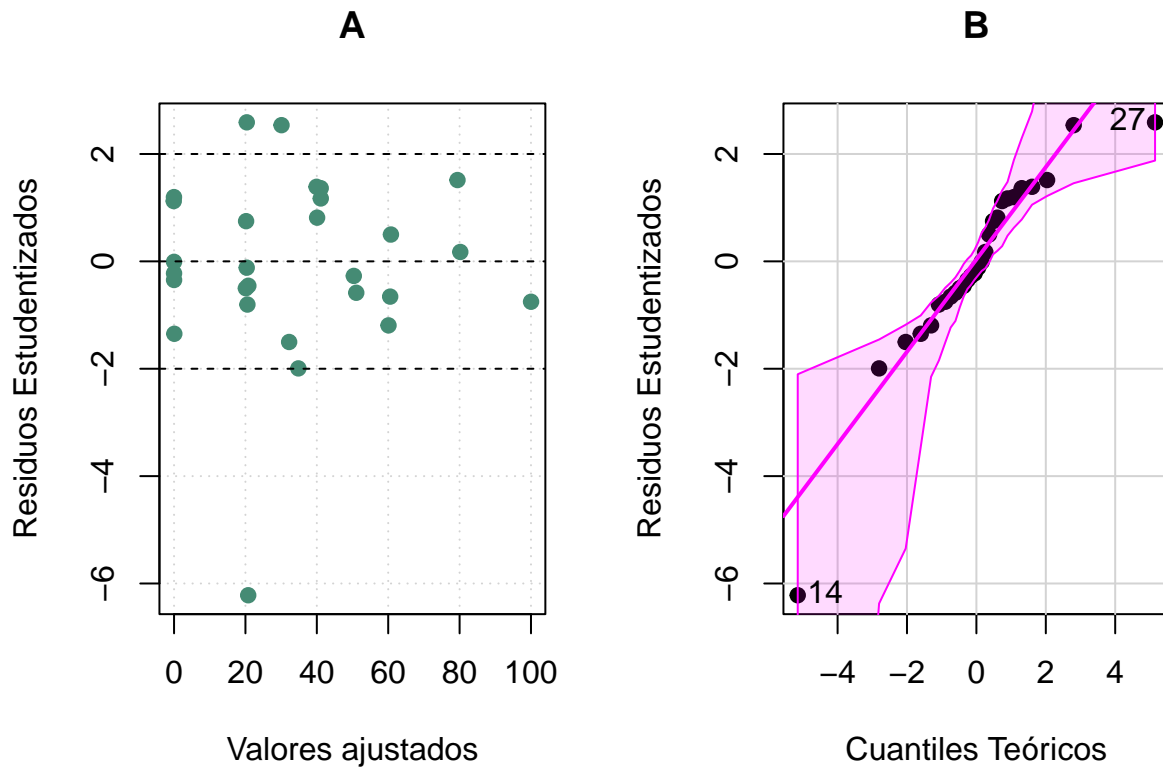 A
Residuos Estudentizados
2
0
−2
−4
−6
0 20 40 60 80 100
Valores ajustados
B
Residuos Estudentizados
2
0
−2
−4
−6
27
14
−4 −2 0 2 4
Cuantiles Teóricos